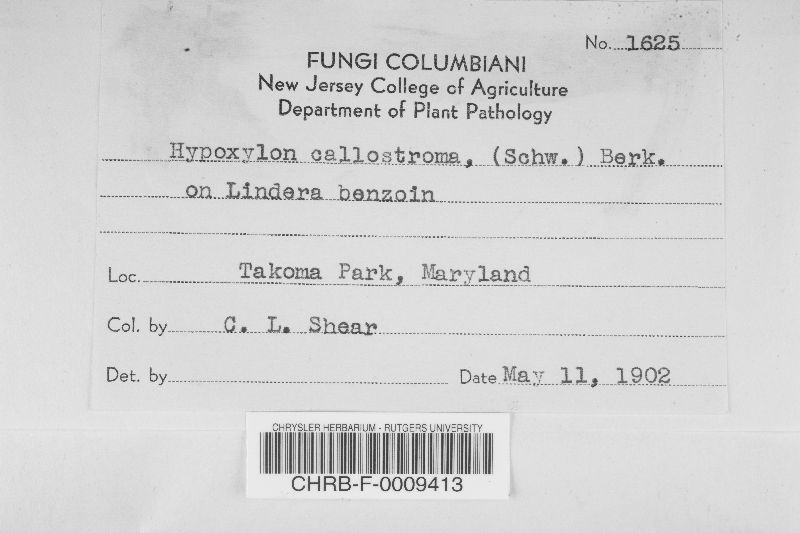 No. 1625
FUNGI COLUMBIANI
New Jersey College of Agriculture
Department of Plant Pathology
Hypoxylon callostroma, (Schw.) Berk.
on Lindera benzoin
Loc. Takoma Park, Maryland
Col. by C. L. Shear
Det. by Date May 11, 1902
CHRYSLER HERBARIUM - RUTGERS UNIVERSITY
CHRB-F-0009413